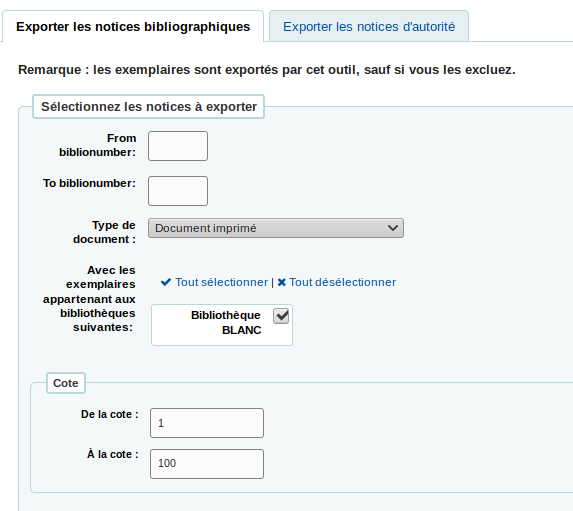 Exporter les notices bibliographiques
Exporter les notices d'autorité
Remarque : les exemplaires sont exportés par cet outil, sauf si vous les excluez.
Sélectionnez les notices à exporter
From
biblionumber:
To biblionumber:
Type de
document :
Document imprimé
Avec les
exemplaires
appartenant aux
bibliothèques
suivantes:
Tout sélectionner | Tout désélectionner
Bibliothèque
BLANC
Cote
De la cote :
1
À la cote :
100